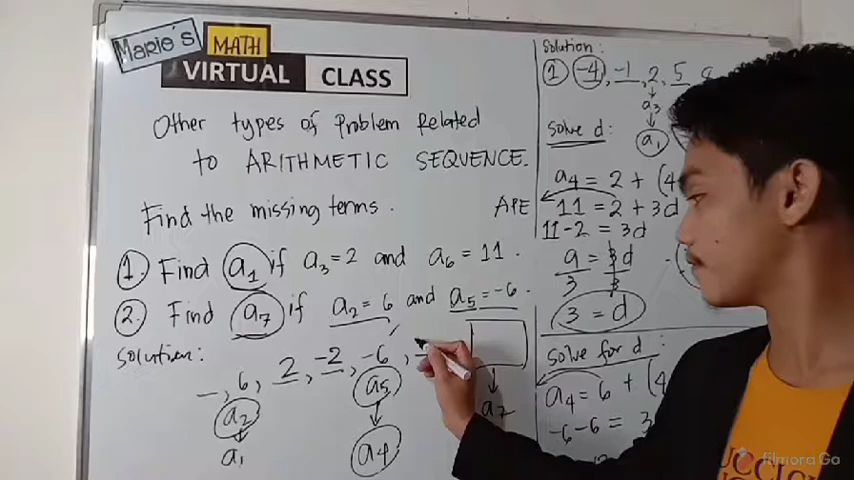 Marie's
MATH
VIRTUAL CLASS
Other types of Problem Related
to ARITHMETIC SEQUENCE.
Find the missing terms.
APE
① Find a₁ if a₃ = 2 and a₆ = 11.
② Find a₇ if a₂ = 6 and a₅ = -6.
Solution:
_, 6, 2, -2, -6,
a₂ a₅
a₁ a₄ a₇
Solution:
① -4, -1, 2, 5, 8
a₃
Solve d: a₁
a₄ = 2 + (4
11 = 2 + 3d
11-2 = 3d
9 = 3d
3 3
3 = d
Solve for d:
a₄ = 6 + (4
-6-6 = 3
filmora Go